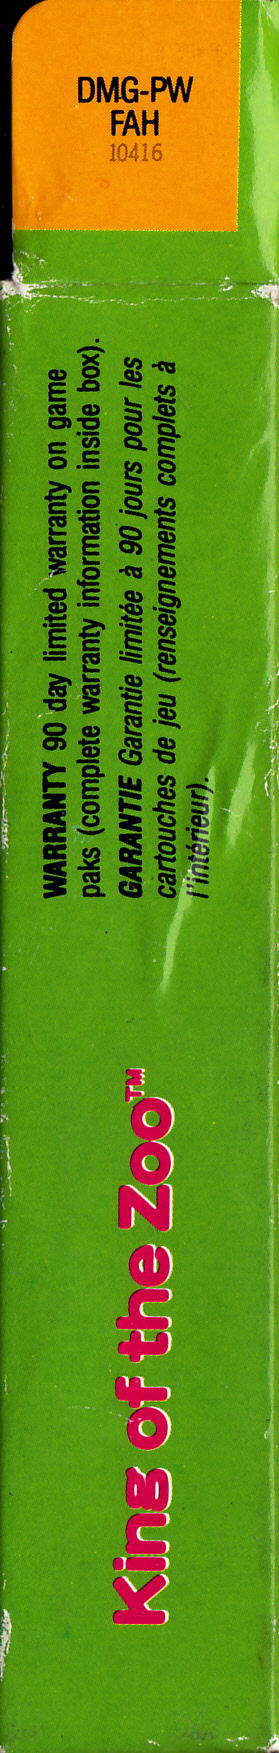 DMG-PW
FAH
10416
WARRANTY 90 day limited warranty on game
paks (complete warranty information inside box).
GARANTIE Garantie limitée à 90 jours pour les
cartouches de jeu (renseignements complets à
l'intérieur).
King of the Zoo™